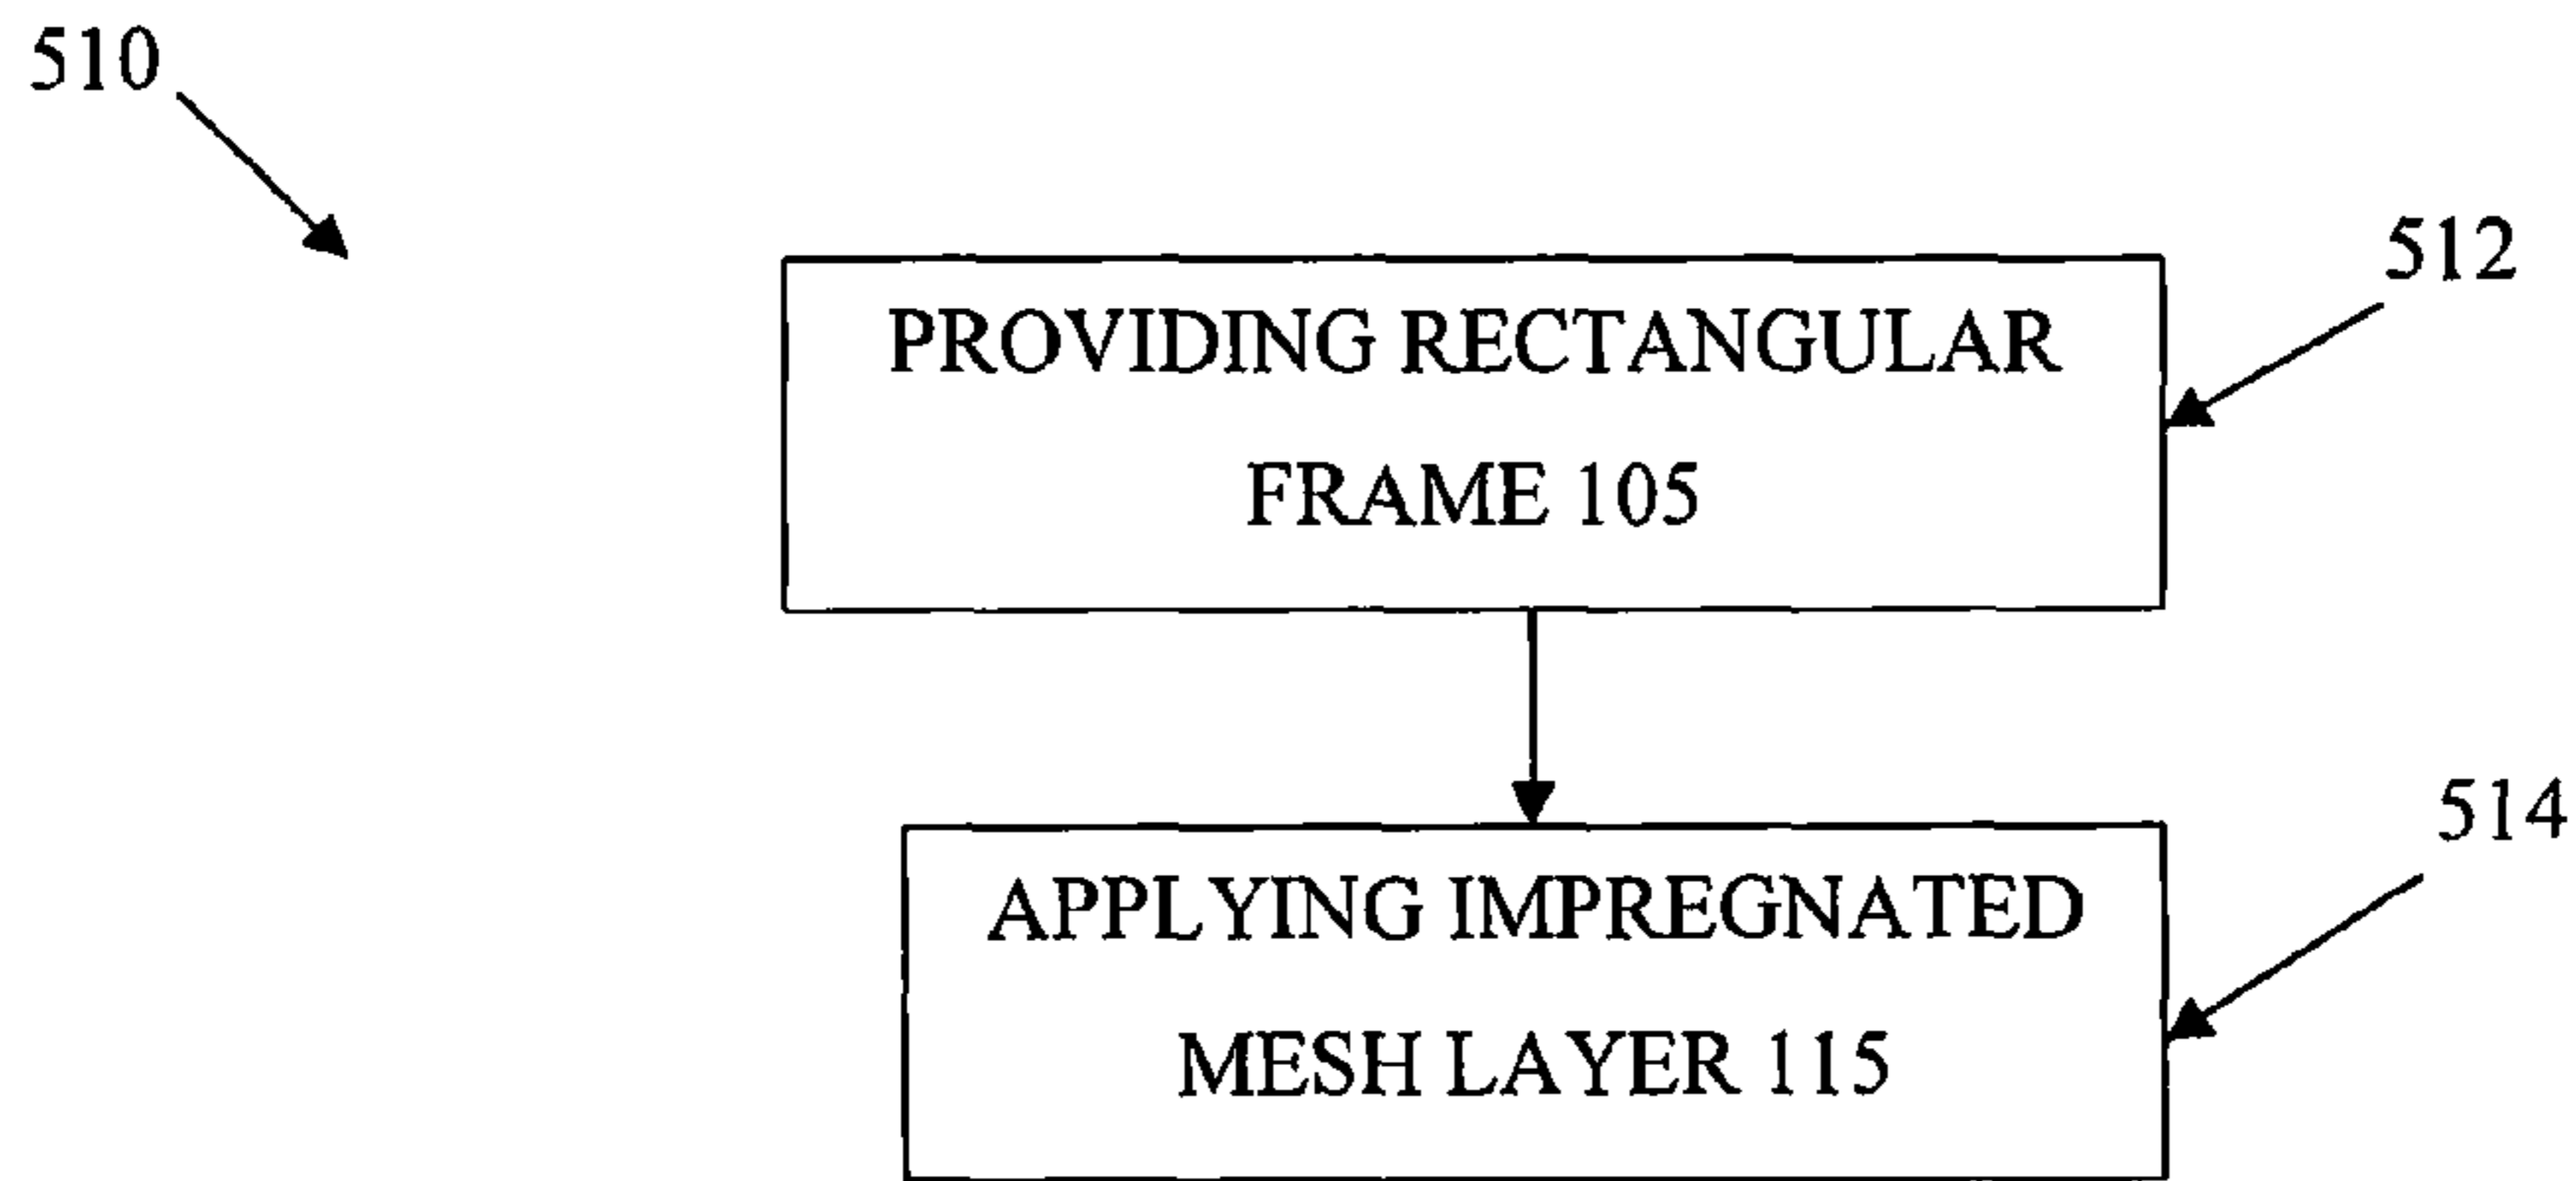 510
512
PROVIDING RECTANGULAR
FRAME 105
514
APPLYING IMPREGNATED
MESH LAYER 115